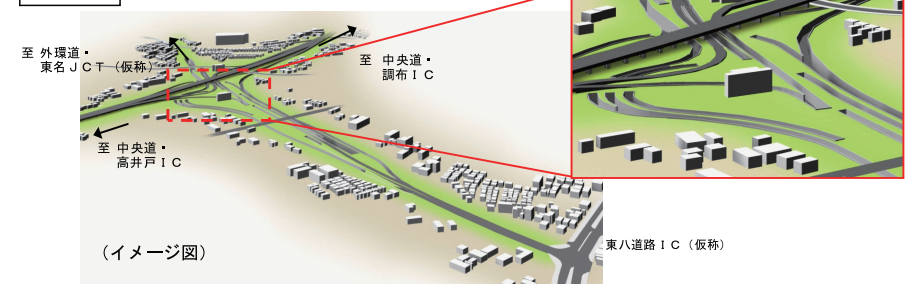 至 外環道・
東名ＪＣＴ（仮称）
至 中央道・
調布ＩＣ
至 中央道・
高井戸ＩＣ
東八道路ＩＣ（仮称）
（イメージ図）